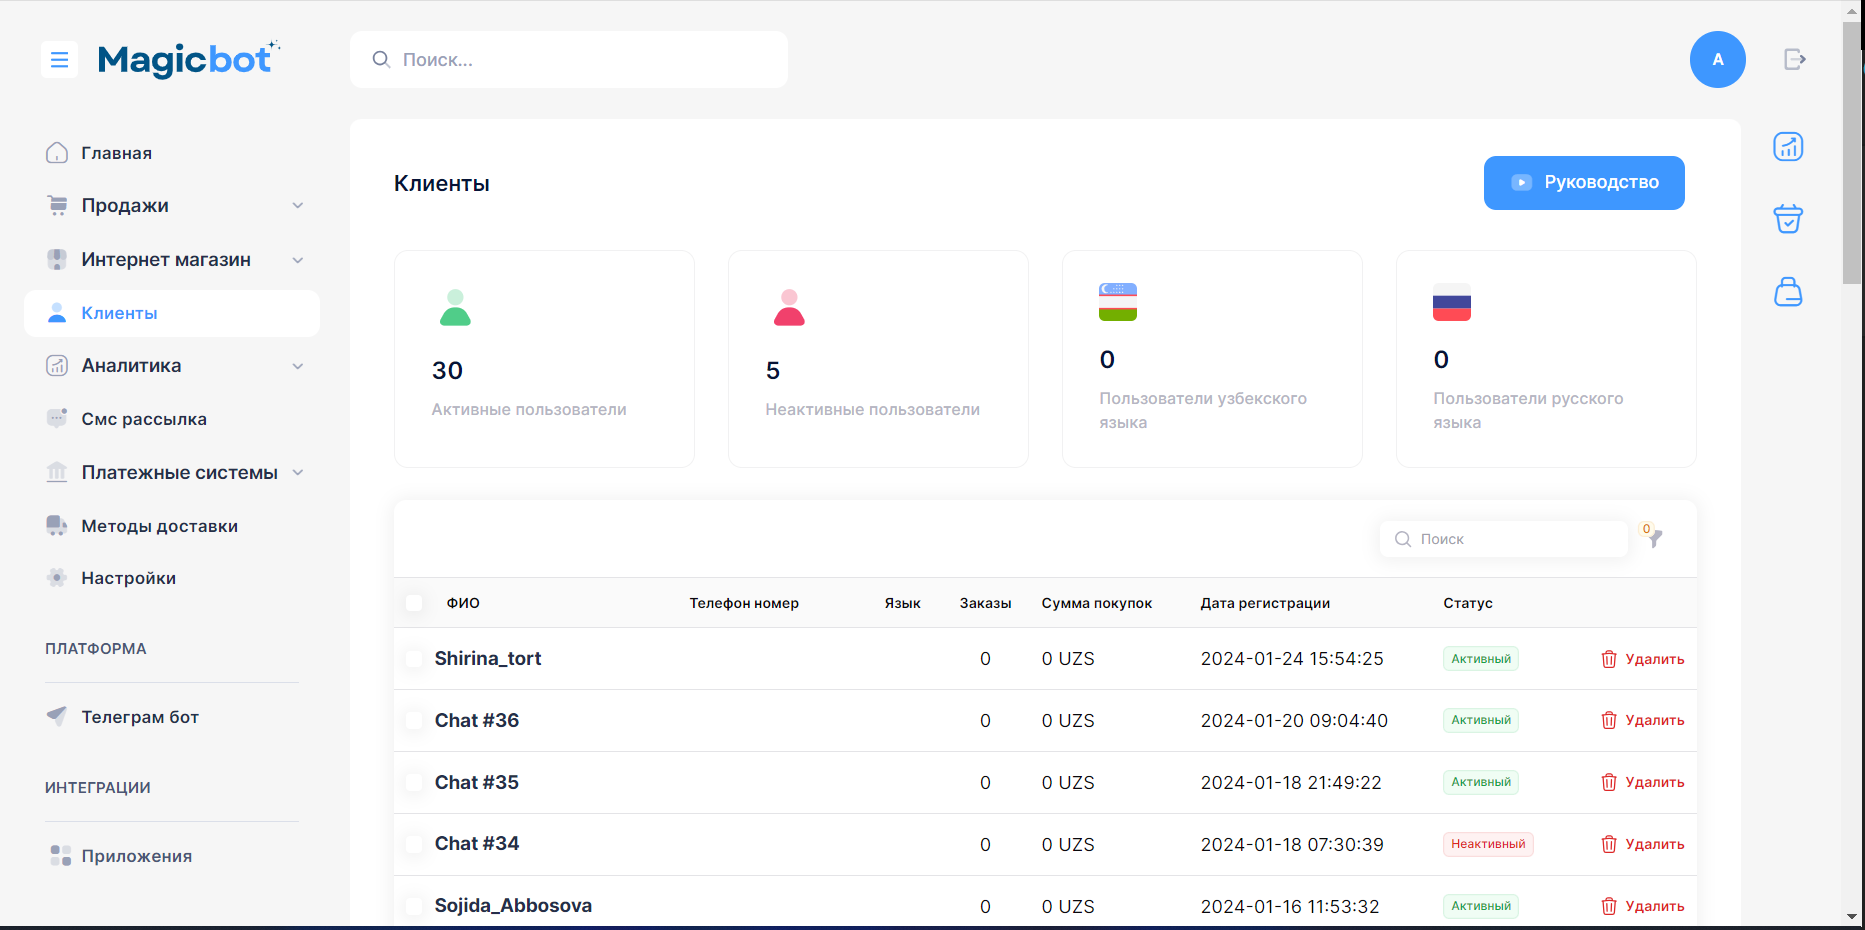 Magicbot
Поиск...
A
Главная
Продажи
Интернет магазин
Клиенты
Аналитика
Смс рассылка
Платежные системы
Методы доставки
Настройки
ПЛАТФОРМА
Телеграм бот
ИНТЕГРАЦИИ
Приложения
Клиенты
Руководство
30
Активные пользователи
5
Неактивные пользователи
0
Пользователи узбекского
языка
0
Пользователи русского
языка
Поиск
0
ФИО Телефон номер Язык Заказы Сумма покупок Дата регистрации Статус
Shirina_tort 0 0 UZS 2024-01-24 15:54:25 Активный Удалить
Chat #36 0 0 UZS 2024-01-20 09:04:40 Активный Удалить
Chat #35 0 0 UZS 2024-01-18 21:49:22 Активный Удалить
Chat #34 0 0 UZS 2024-01-18 07:30:39 Неактивный Удалить
Sojida_Abbosova 0 0 UZS 2024-01-16 11:53:32 Активный Удалить